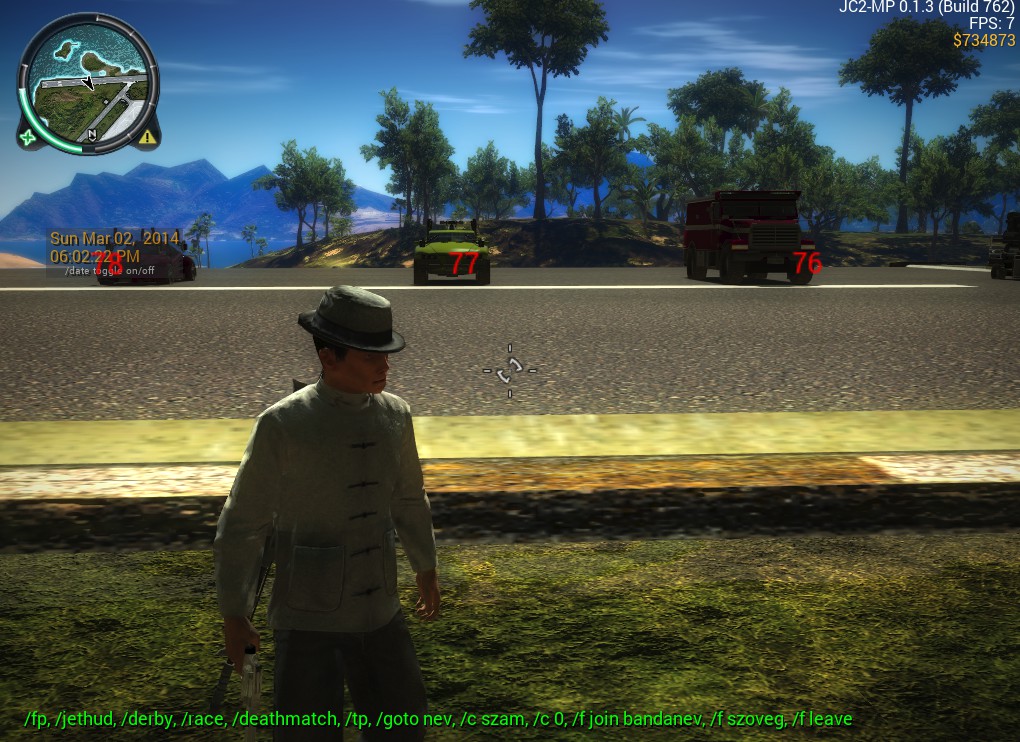 JC2-MP 0.1.3 (Build 762)
FPS: 7
$734873
N
Sun Mar 02, 2014
06:02:22 PM
/date toggle on/off
78
77
76
/fp, /jethud, /derby, /race, /deathmatch, /tp, /goto nev, /c szam, /c 0, /f join bandanev, /f szoveg, /f leave